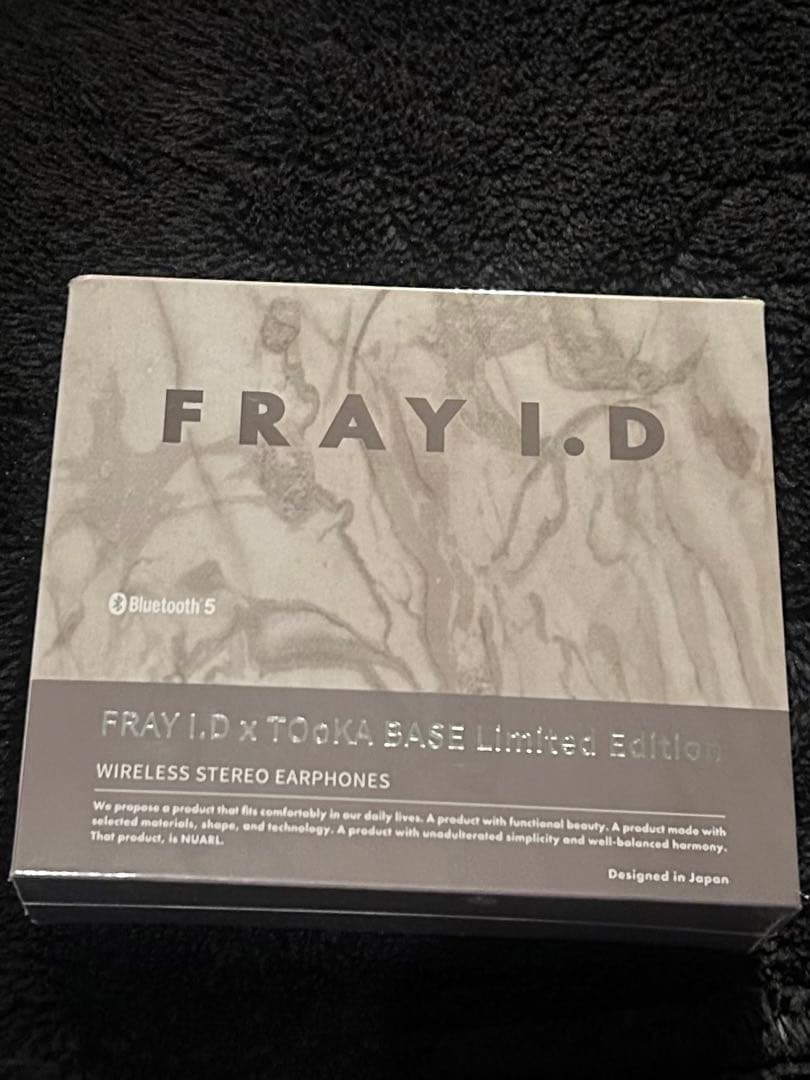 FRAY I.D
Bluetooth® 5
FRAY I.D x TOoKA BASE Limited Edition
WIRELESS STEREO EARPHONES
We propose a product that fits comfortably in our daily lives. A product with functional beauty. A product made with
selected materials, shape, and technology. A product with unadulterated simplicity and well-balanced harmony.
That product, is NUARL.
Designed in Japan